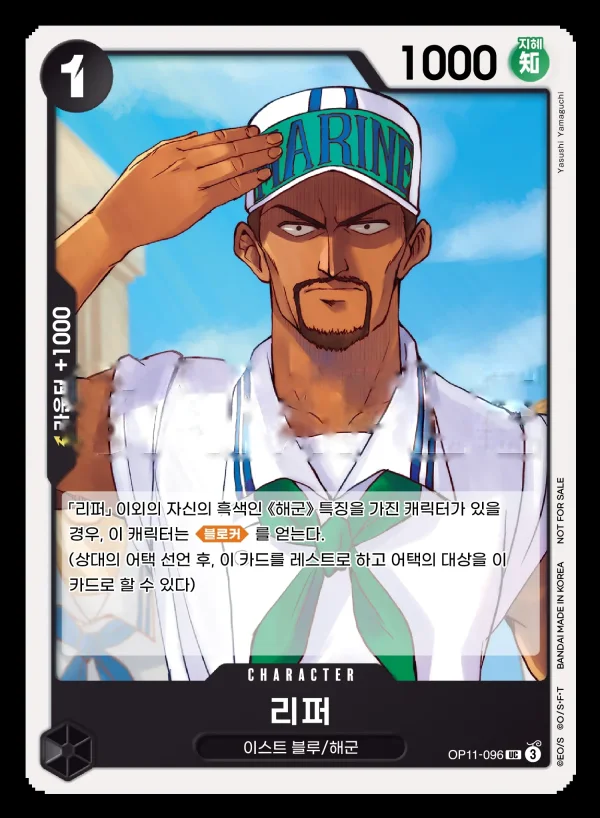 1
1000
지혜
知
Yasushi Yamaguchi
MARINE
카운터 +1000
「리퍼」 이외의 자신의 흑색인 《해군》 특징을 가진 캐릭터가 있을
경우, 이 캐릭터는 블로커 를 얻는다.
(상대의 어택 선언 후, 이 카드를 레스트로 하고 어택의 대상을 이
카드로 할 수 있다)
CHARACTER
리퍼
이스트 블루/해군
OP11-096 UC 3
©EO/S ©O/S·F·T BANDAI MADE IN KOREA NOT FOR SALE